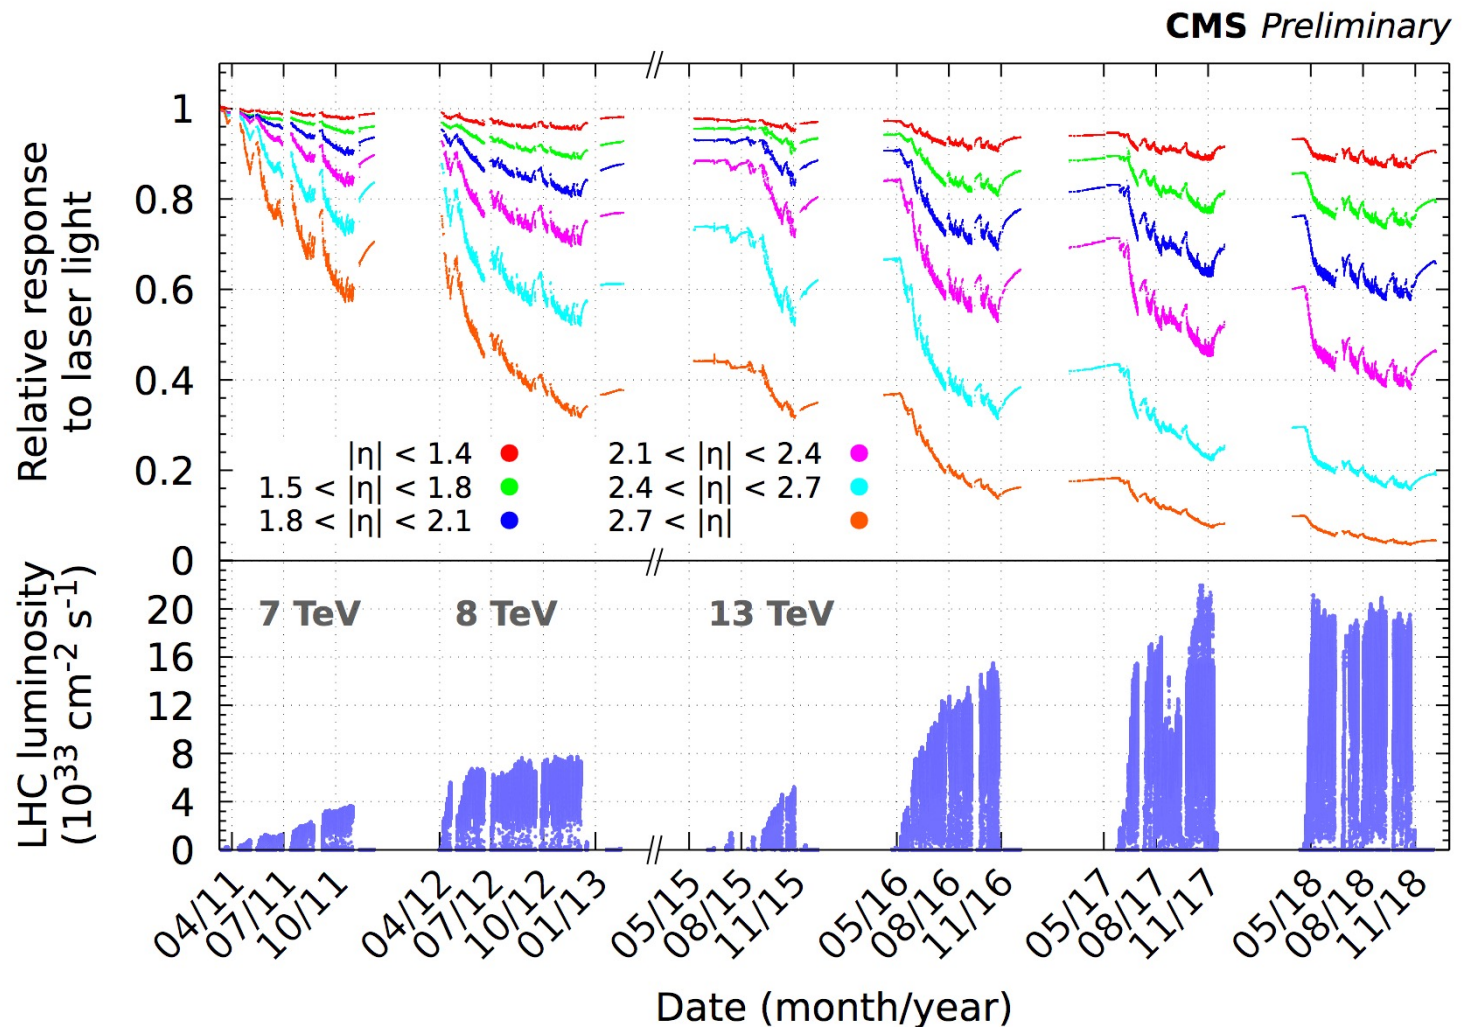 CMS Preliminary
Relative response
to laser light
1
0.8
0.6
0.4
0.2
0
|η| < 1.4
1.5 < |η| < 1.8
1.8 < |η| < 2.1
2.1 < |η| < 2.4
2.4 < |η| < 2.7
2.7 < |η|
LHC luminosity
(10³³ cm⁻² s⁻¹)
7 TeV
8 TeV
13 TeV
20
16
12
8
4
0
04/11
07/11
10/11
04/12
07/12
10/12
01/13
05/15
08/15
11/15
05/16
08/16
11/16
05/17
08/17
11/17
05/18
08/18
11/18
Date (month/year)